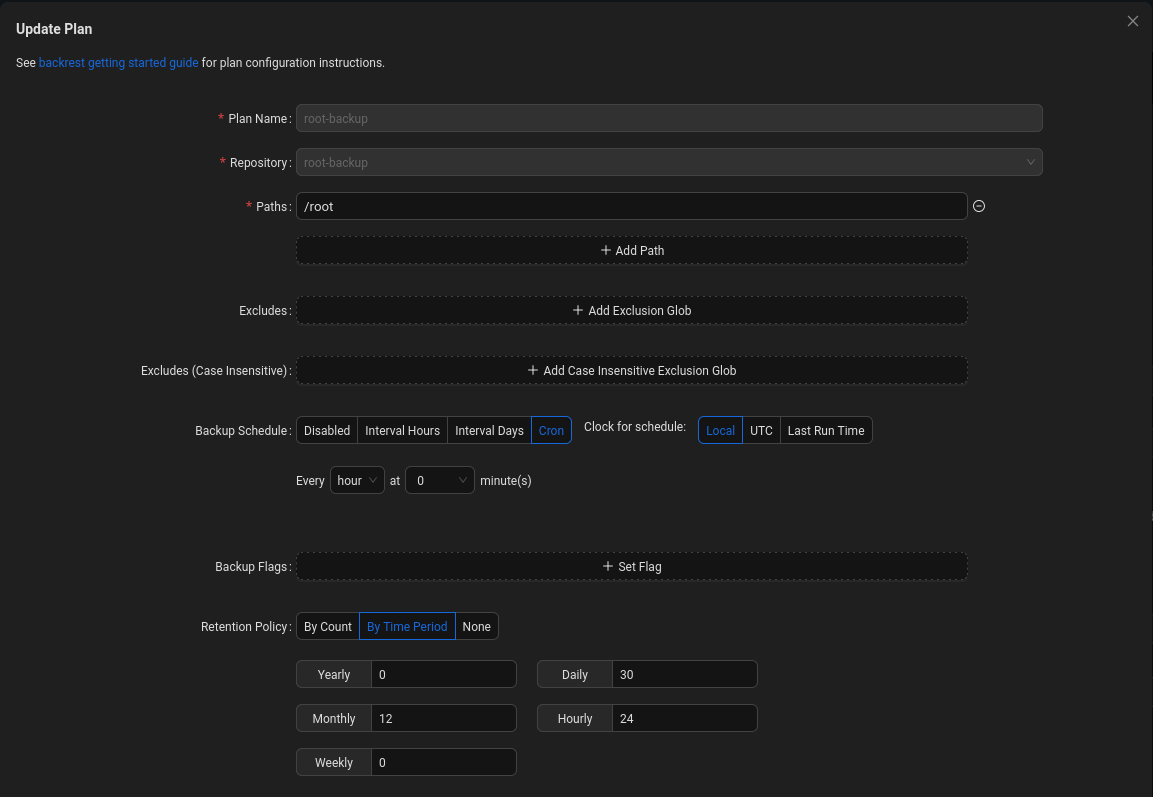 Update Plan
See backrest getting started guide for plan configuration instructions.
* Plan Name: root-backup
* Repository: root-backup
* Paths: /root
+ Add Path
Excludes: + Add Exclusion Glob
Excludes (Case Insensitive): + Add Case Insensitive Exclusion Glob
Backup Schedule: Disabled Interval Hours Interval Days Cron Clock for schedule: Local UTC Last Run Time
Every hour at 0 minute(s)
Backup Flags: + Set Flag
Retention Policy: By Count By Time Period None
Yearly 0 Daily 30
Monthly 12 Hourly 24
Weekly 0